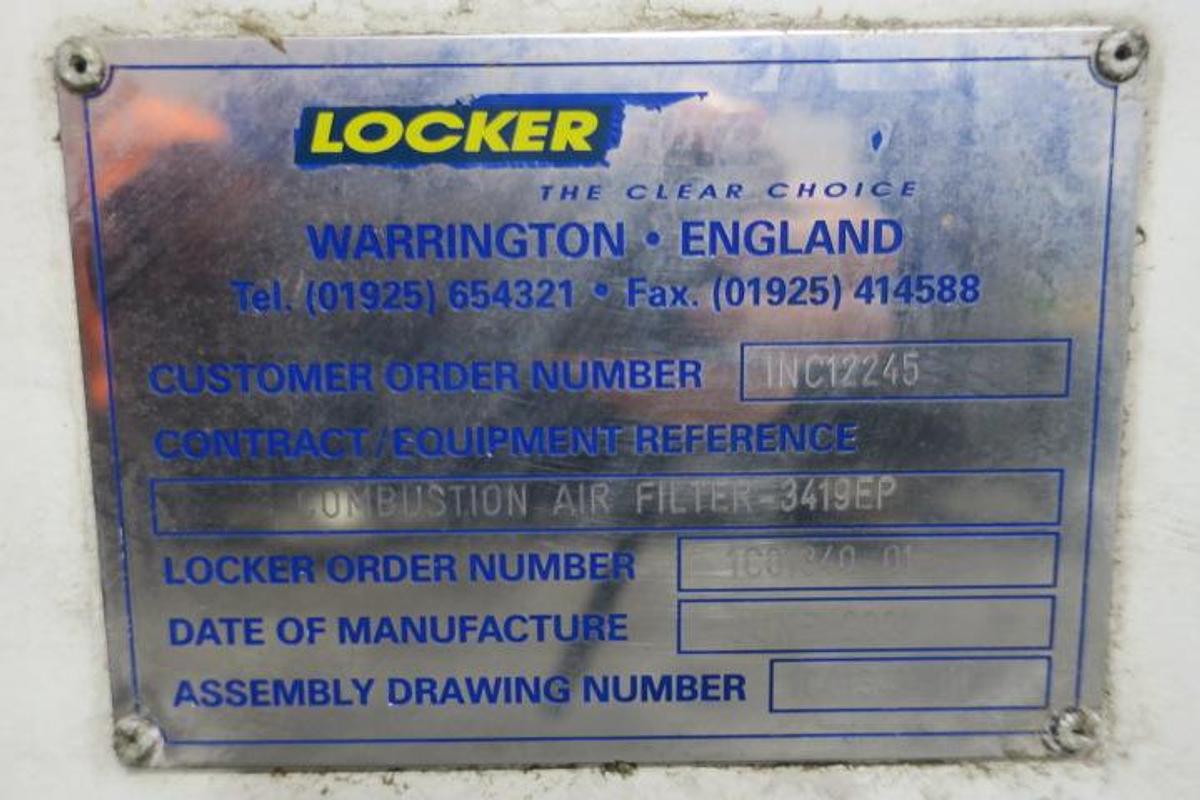 LOCKER
THE CLEAR CHOICE
WARRINGTON • ENGLAND
Tel. (01925) 654321 • Fax. (01925) 414588
CUSTOMER ORDER NUMBER INC12245
CONTRACT/EQUIPMENT REFERENCE
COMBUSTION AIR FILTER-3419EP
LOCKER ORDER NUMBER
DATE OF MANUFACTURE
ASSEMBLY DRAWING NUMBER